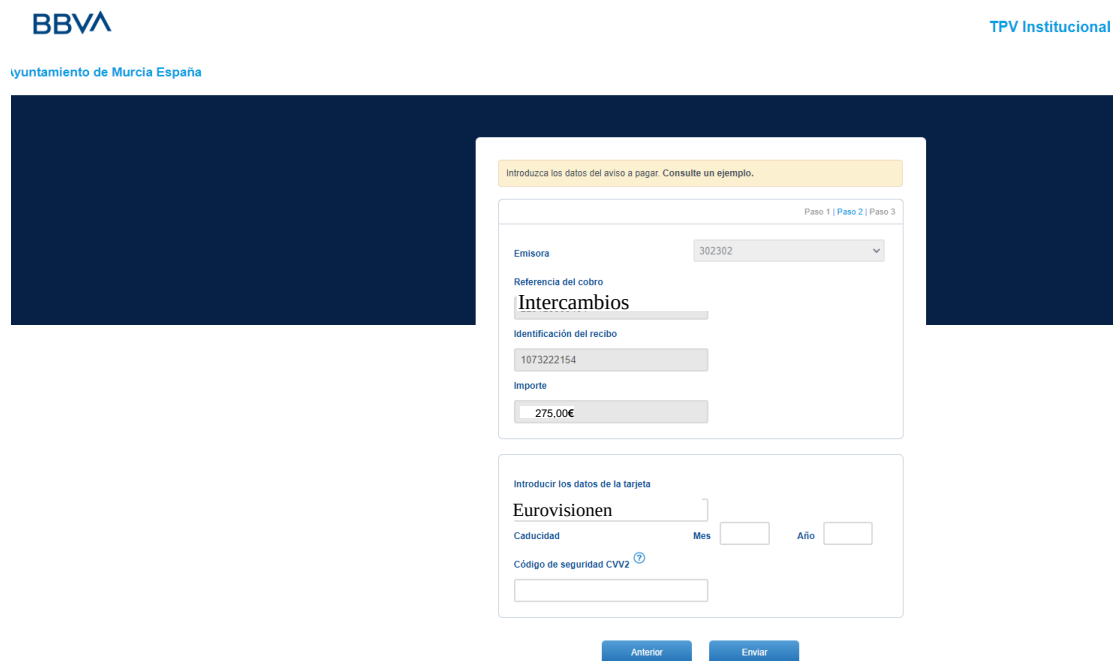 BBVA
TPV Institucional
Ayuntamiento de Murcia España
Introduzca los datos del aviso a pagar. Consulte un ejemplo.
Paso 1 | Paso 2 | Paso 3
Emisora
302302
Referencia del cobro
Intercambios
Identificación del recibo
1073222154
Importe
275,00€
Introducir los datos de la tarjeta
Eurovisionen
Caducidad Mes Año
Código de seguridad CVV2 ?
Anterior Enviar